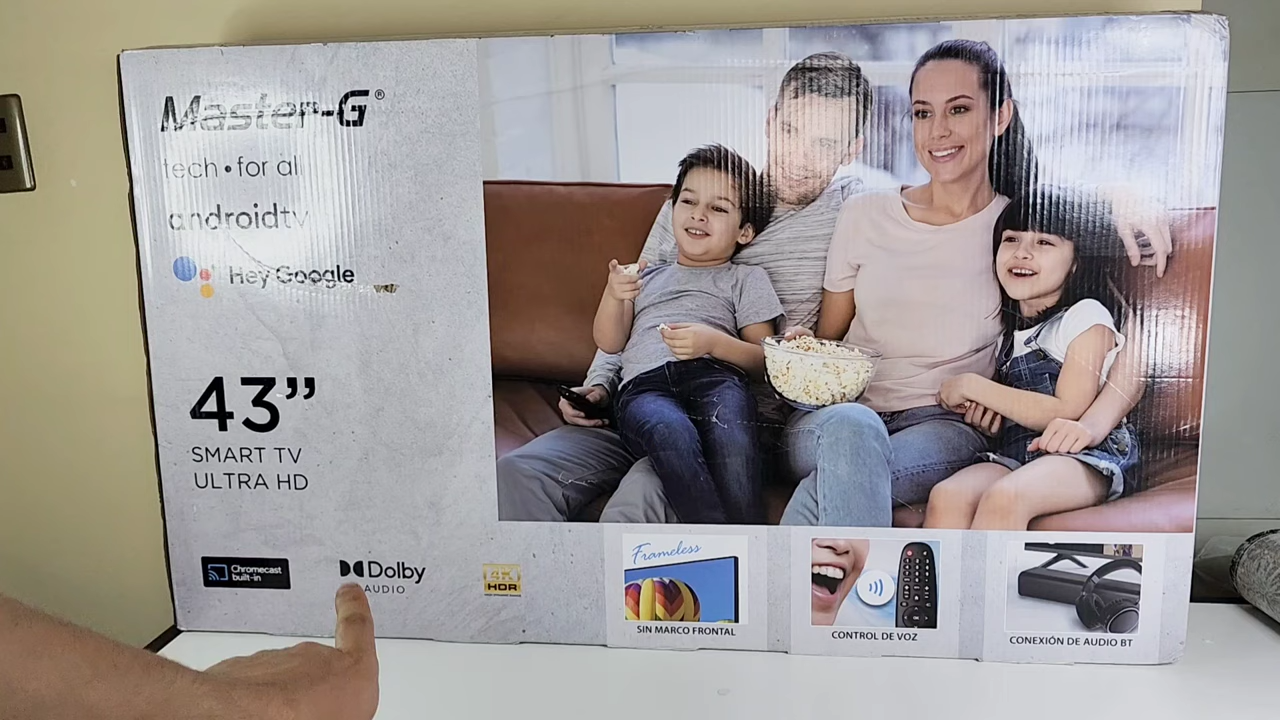 Master-G®
tech • for all
androidtv
Hey Google
43”
SMART TV
ULTRA HD
Chromecast
built-in
Dolby
AUDIO
4K
HDR
Frameless
SIN MARCO FRONTAL
CONTROL DE VOZ
CONEXIÓN DE AUDIO BT